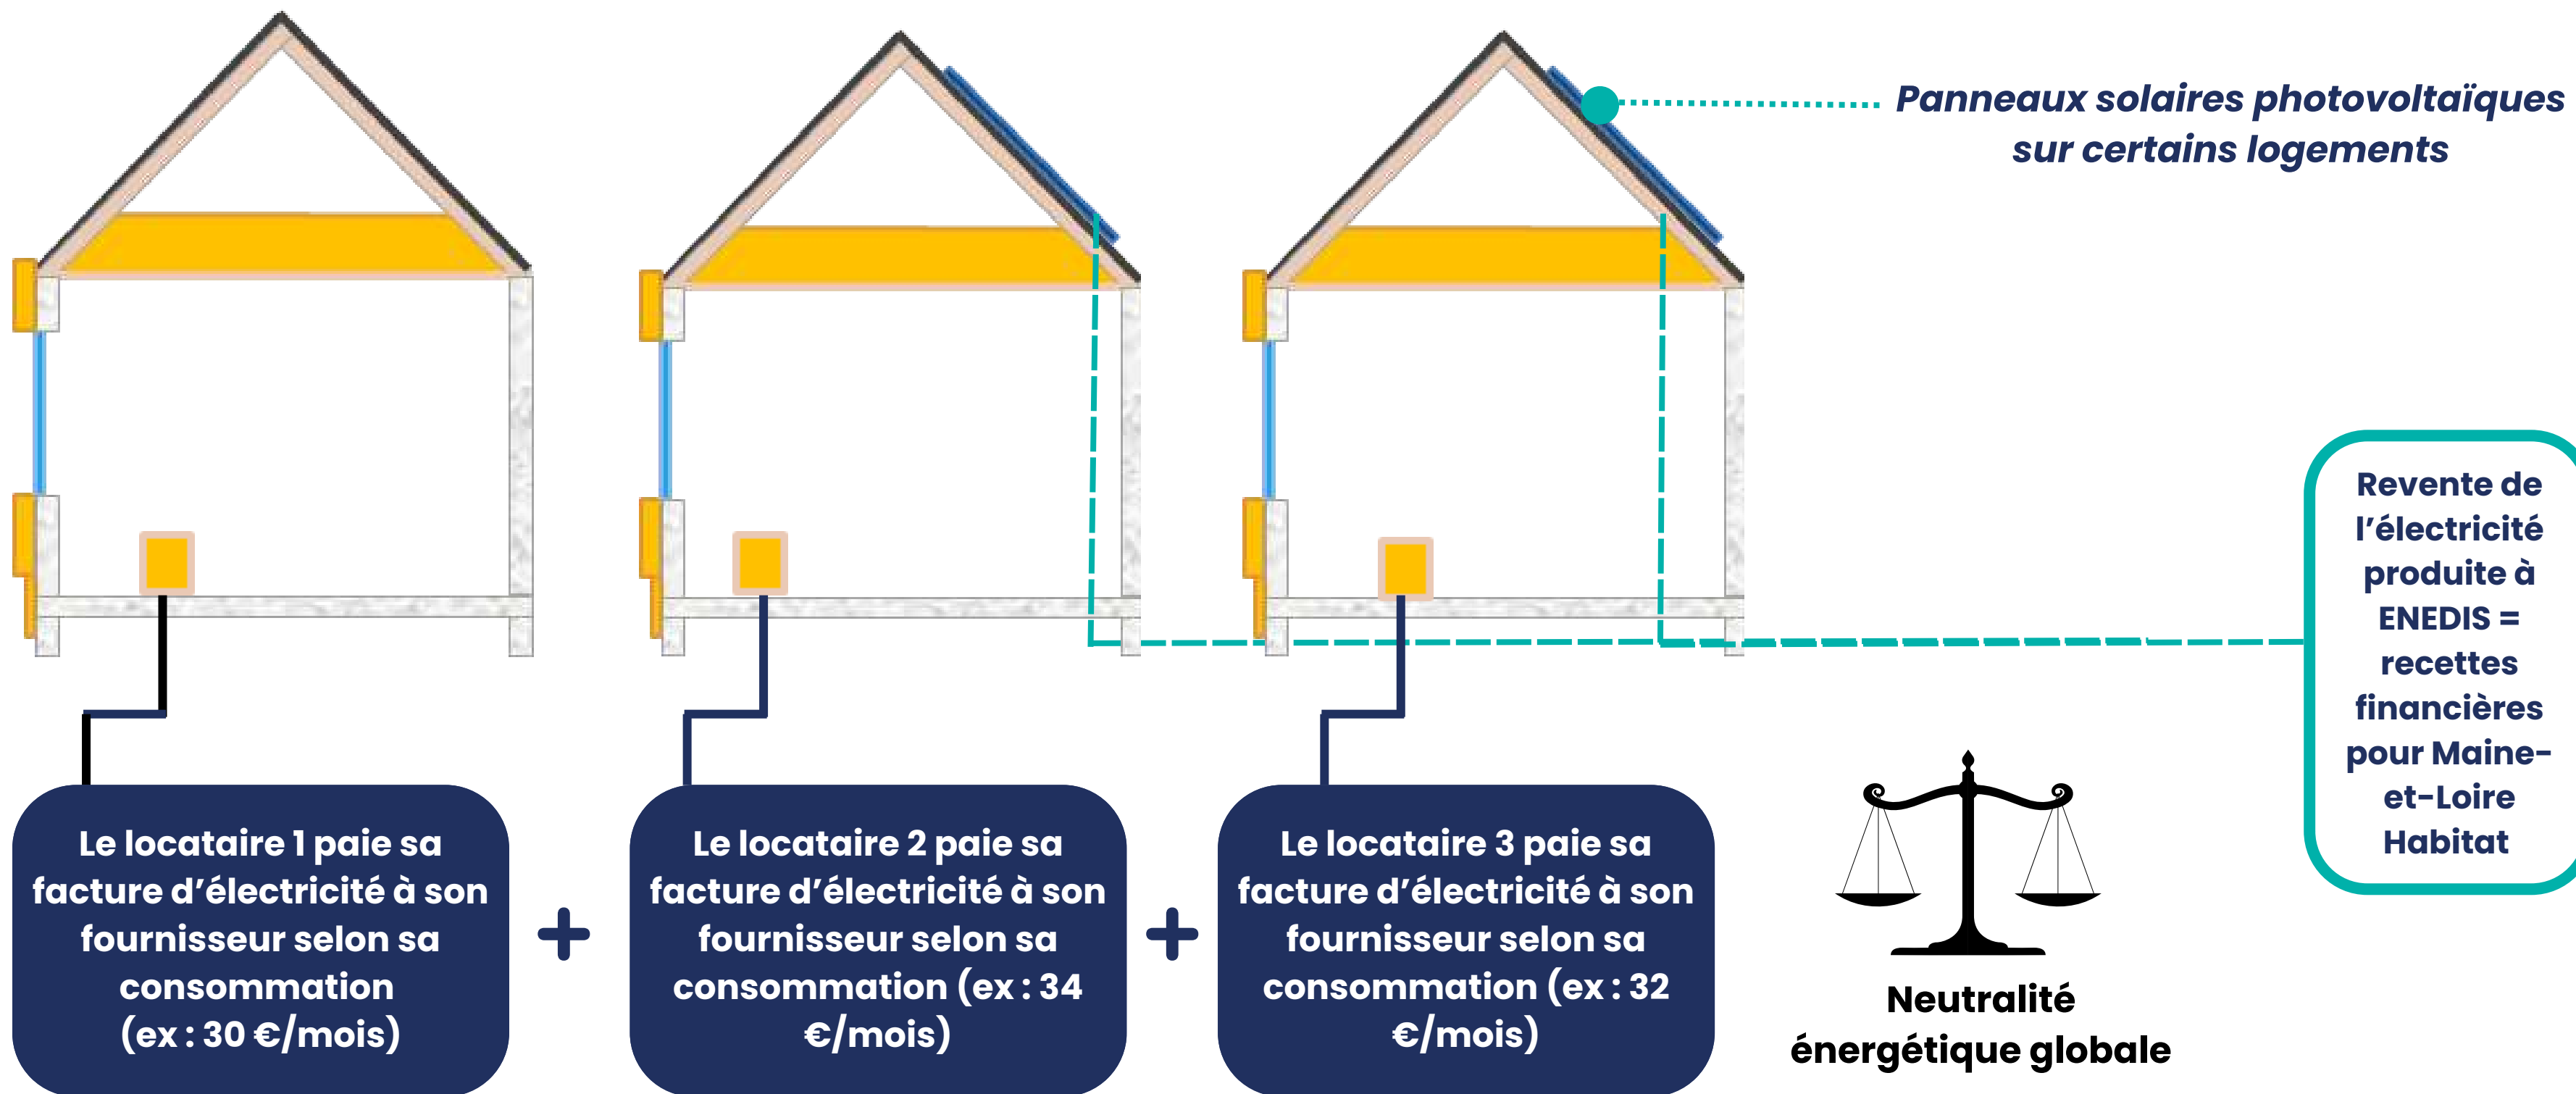 Panneaux solaires photovoltaïques
sur certains logements
Revente de
l’électricité
produite à
ENEDIS =
recettes
financières
pour Maine-
et-Loire
Habitat
Le locataire 1 paie sa
facture d’électricité à son
fournisseur selon sa
consommation
(ex : 30 €/mois)
+
Le locataire 2 paie sa
facture d’électricité à son
fournisseur selon sa
consommation (ex : 34
€/mois)
+
Le locataire 3 paie sa
facture d’électricité à son
fournisseur selon sa
consommation (ex : 32
€/mois)
Neutralité
énergétique globale